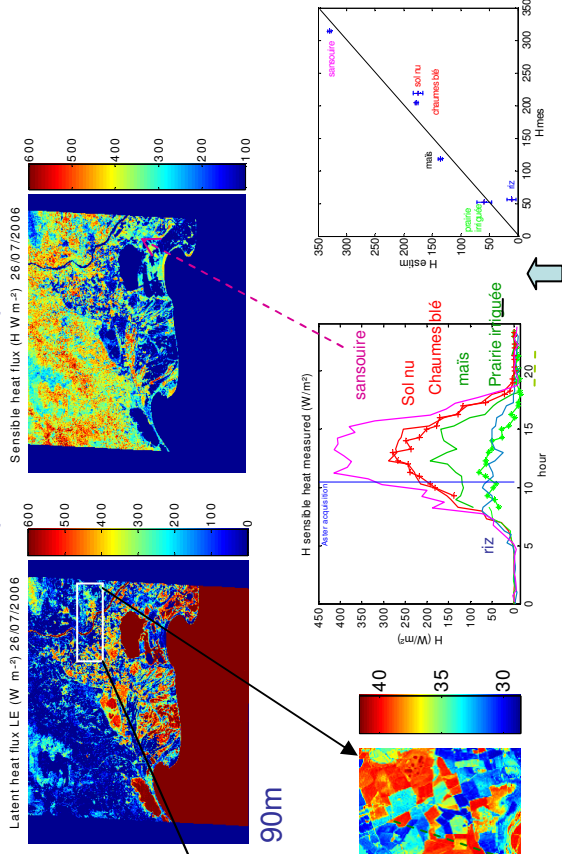 Latent heat flux LE (W m-²) 26/07/2006
600
500
400
300
200
100
0
90m
Sensible heat flux (H W m-²) 26/07/2006
600
500
400
300
200
100
40
35
30
H sensible heat measured (W/m²)
Aster acquisition
450
400
350
300
250
200
150
100
50
0
H (W/m²)
0
5
10
15
20
hour
sansouire
Sol nu
Chaumes blé
maïs
Prairie irriguée
riz
350
300
250
200
150
100
50
0
H estim
0
50
100
150
200
250
300
350
H mes
sansouire
sol nu
chaumes blé
maïs
prairie
irriguée
riz